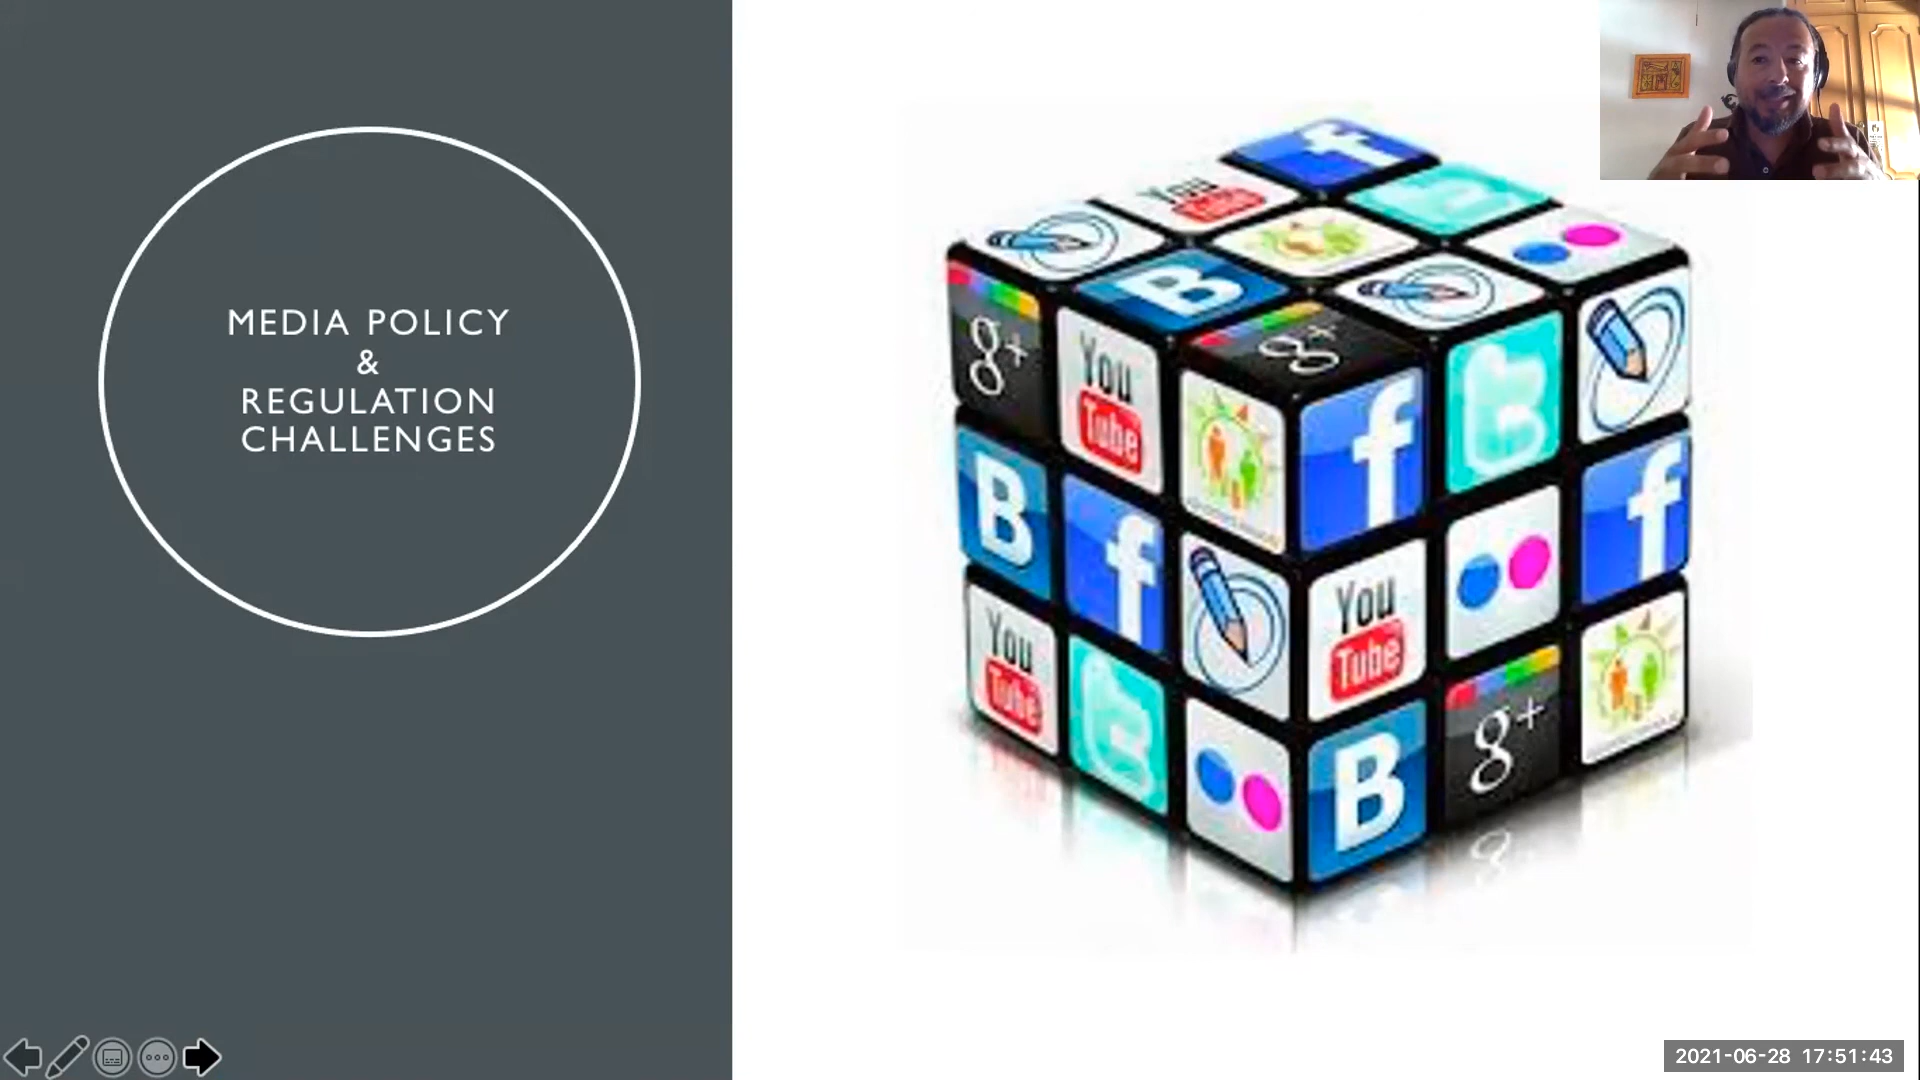 MEDIA POLICY
&
REGULATION
CHALLENGES
f
You
Tube
t
B
g+
g+
You
Tube
f
t
B
f
f
You
Tube
You
Tube
t
B
g+
2021-06-28 17:51:43